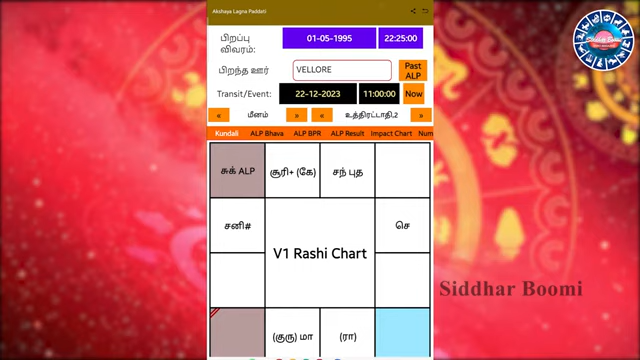 Akshaya Lagna Paddati
பிறப்பு விவரம்:
01-05-1995
22:25:00
பிறந்த ஊர்
VELLORE
Past ALP
Transit/Event:
22-12-2023
11:00:00
Now
« மீனம் » « உத்திரட்டாதி,2 »
Kundali ALP Bhava ALP BPR ALP Result Impact Chart Num
சுக் ALP
சூரி+ (கே)
சந் புத
சனி#
செ
V1 Rashi Chart
(குரு) மா
(ரா)
Siddhar Boomi
Siddhar Boomi